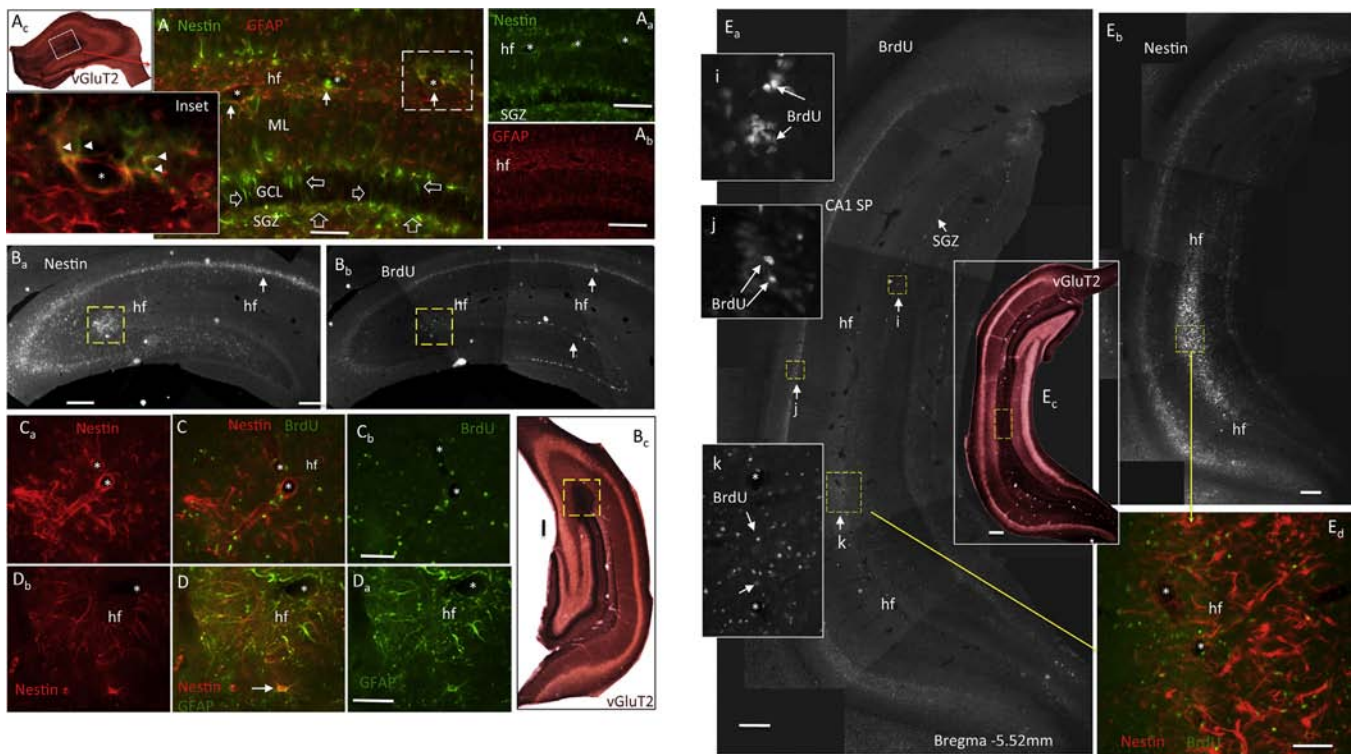 Ac
vGluT2
A
Nestin GFAP
hf
ML
GCL
SGZ
Inset
*
Aa
Nestin
hf
* * *
SGZ
Ab
GFAP
hf
Ba
Nestin
hf
hf
Bb
BrdU
hf
hf
Ca
Nestin
*
*
C
Nestin BrdU
*
hf
*
Cb
BrdU
*
*
Db
*
hf
Nestin
D
*
hf
Nestin
GFAP
Da
*
hf
GFAP
Bc
vGluT2
Ea
BrdU
i
BrdU
CA1 SP
SGZ
j
BrdU
hf
i
j
k
BrdU
*
*
k
hf
Bregma -5.52mm
vGluT2
Ec
Eb
Nestin
hf
hf
Ed
*
hf
*
Nestin BrdU